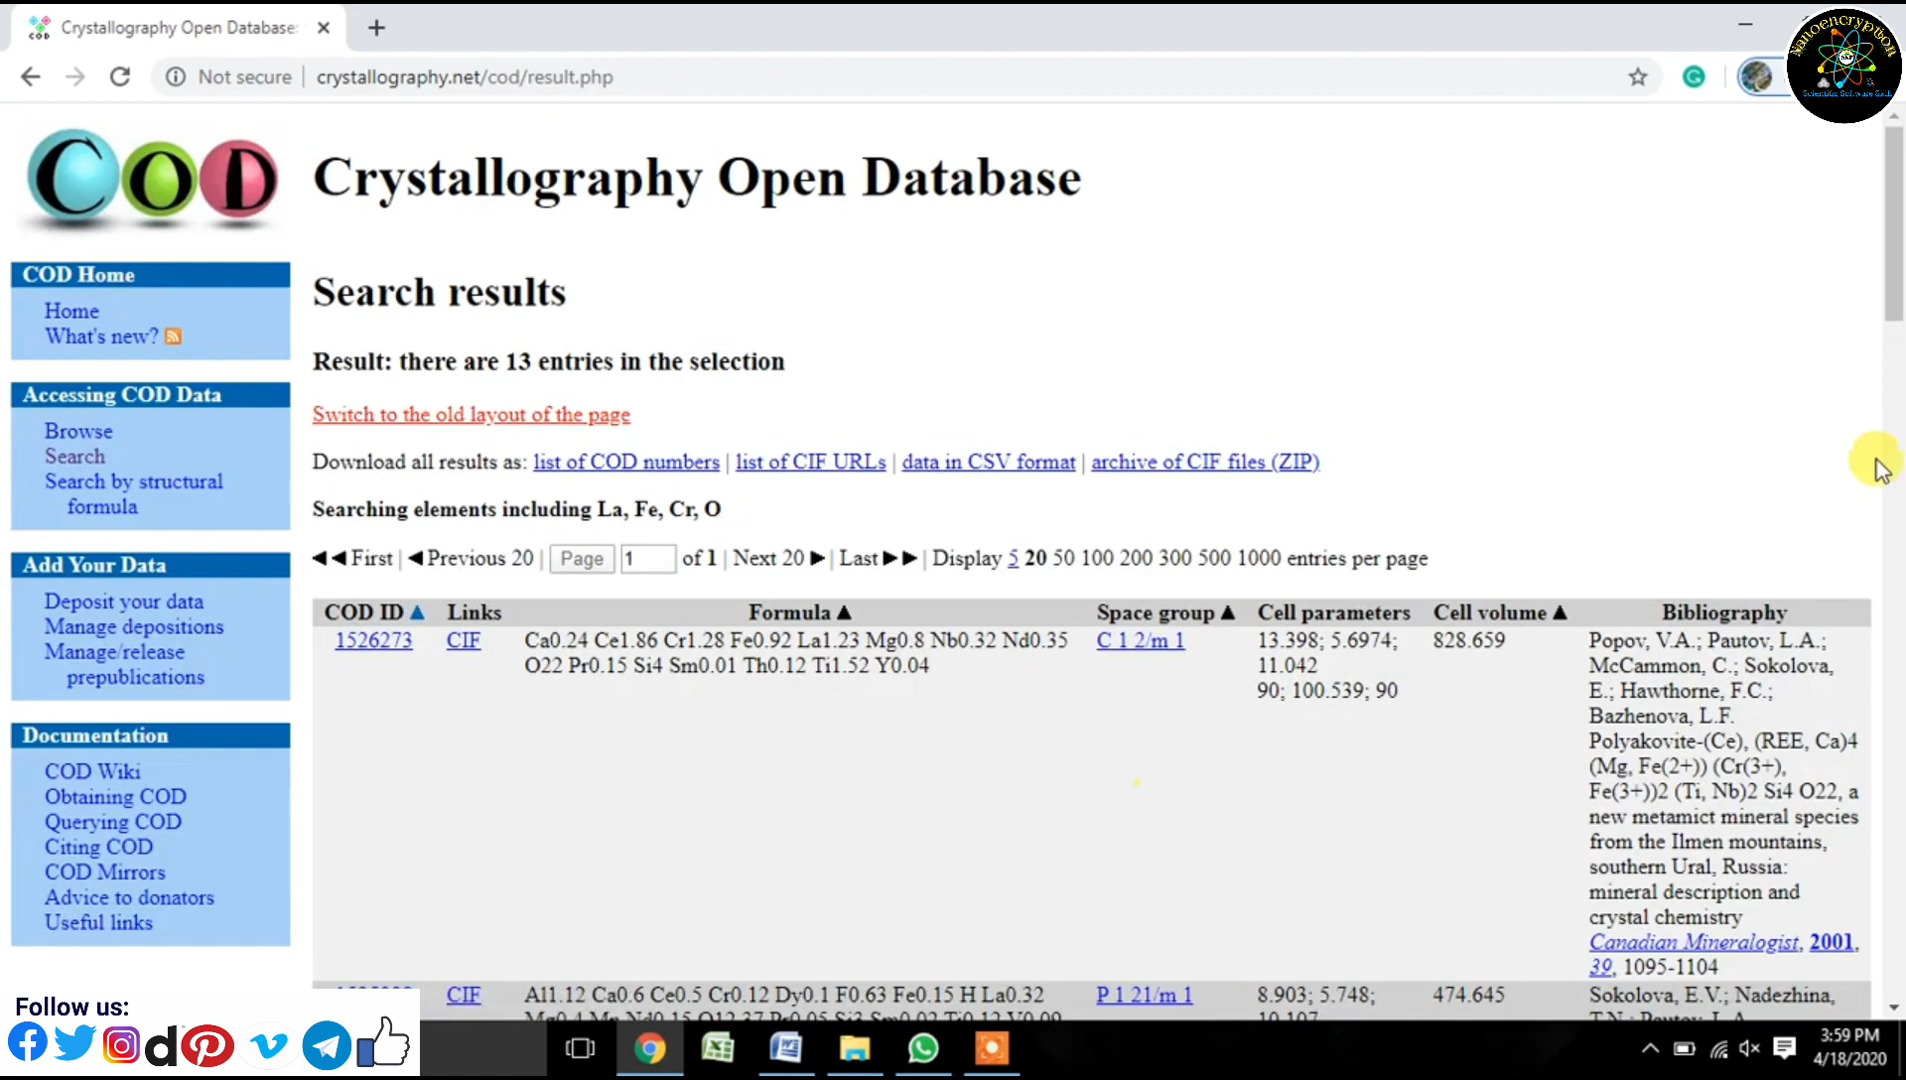 Crystallography Open Database:
Not secure | crystallography.net/cod/result.php
Nanoencryption
SKP
Scientific Software Skill
COD
Crystallography Open Database
COD Home
Home
What's new?
Accessing COD Data
Browse
Search
Search by structural
formula
Add Your Data
Deposit your data
Manage depositions
Manage/release
prepublications
Documentation
COD Wiki
Obtaining COD
Querying COD
Citing COD
COD Mirrors
Advice to donators
Useful links
Search results
Result: there are 13 entries in the selection
Switch to the old layout of the page
Download all results as: list of COD numbers | list of CIF URLs | data in CSV format | archive of CIF files (ZIP)
Searching elements including La, Fe, Cr, O
◀◀ First | ◀ Previous 20 | Page 1 of 1 | Next 20 ▶ | Last ▶▶ | Display 5 20 50 100 200 300 500 1000 entries per page
COD ID ▲ Links Formula ▲ Space group ▲ Cell parameters Cell volume ▲ Bibliography
1526273 CIF Ca0.24 Ce1.86 Cr1.28 Fe0.92 La1.23 Mg0.8 Nb0.32 Nd0.35 C 1 2/m 1 13.398; 5.6974; 828.659 Popov, V.A.; Pautov, L.A.;
O22 Pr0.15 Si4 Sm0.01 Th0.12 Ti1.52 Y0.04 11.042 McCammon, C.; Sokolova,
90; 100.539; 90 E.; Hawthorne, F.C.;
Bazhenova, L.F.
Polyakovite-(Ce), (REE, Ca)4
(Mg, Fe(2+)) (Cr(3+),
Fe(3+))2 (Ti, Nb)2 Si4 O22, a
new metamict mineral species
from the Ilmen mountains,
southern Ural, Russia:
mineral description and
crystal chemistry
Canadian Mineralogist, 2001,
39, 1095-1104
CIF Al1.12 Ca0.6 Ce0.5 Cr0.12 Dy0.1 F0.63 Fe0.15 H La0.32 P 1 21/m 1 8.903; 5.748; 474.645 Sokolova, E.V.; Nadezhina,
Follow us:
3:59 PM
4/18/2020